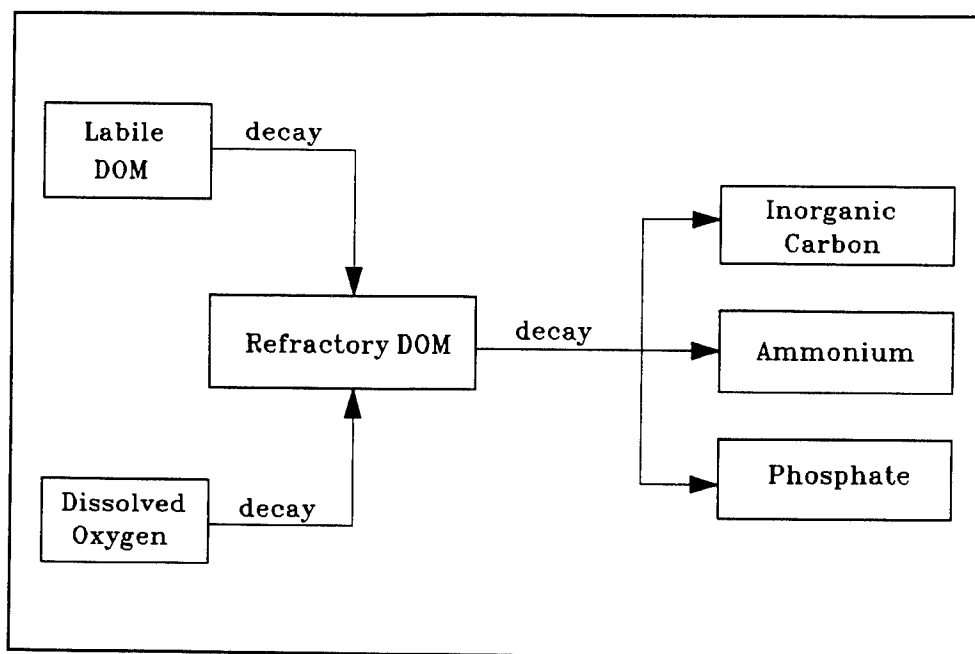 Labile
DOM
decay
Inorganic
Carbon
Refractory DOM
decay
Ammonium
Dissolved
Oxygen
decay
Phosphate